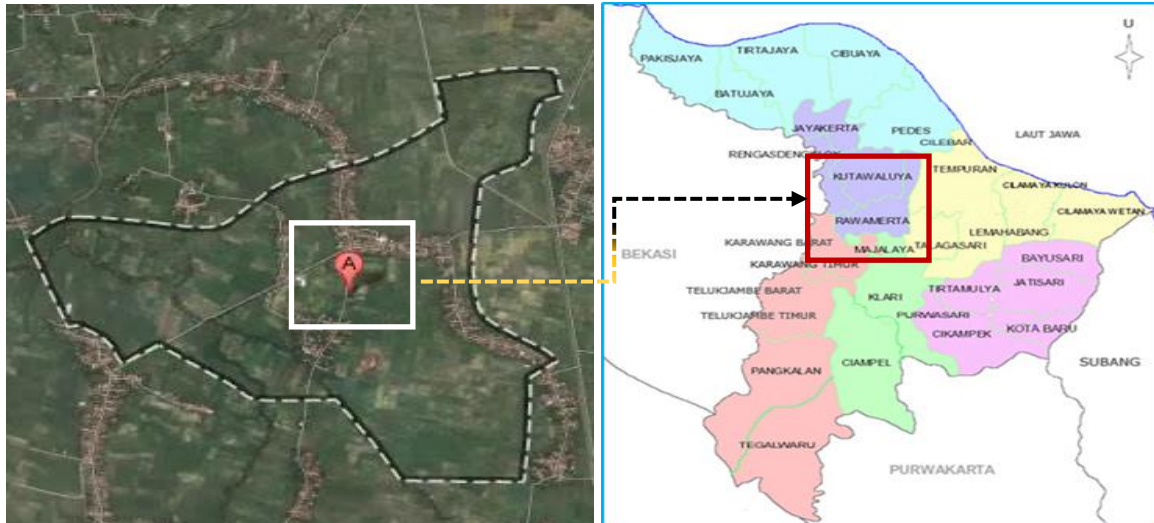 A
U
PAKISJAYA
TIRTAJAYA
CIBUAYA
BATUJAYA
JAYAKERTA
PEDES
CILEBAR
LAUT JAWA
RENGASDENGKLOK
KUTAWALUYA
TEMPURAN
CILAMAYA KULON
CILAMAYA WETAN
RAWAMERTA
LEMAHABANG
BEKASI
KARAWANG BARAT
MAJALAYA
TALAGASARI
KARAWANG TIMUR
BAYUSARI
TELUKJAMBE BARAT
KLARI
TIRTAMULYA
JATISARI
TELUKJAMBE TIMUR
PURWASARI
CIKAMPEK
KOTA BARU
PANGKALAN
CIAMPEL
SUBANG
TEGALWARU
PURWAKARTA